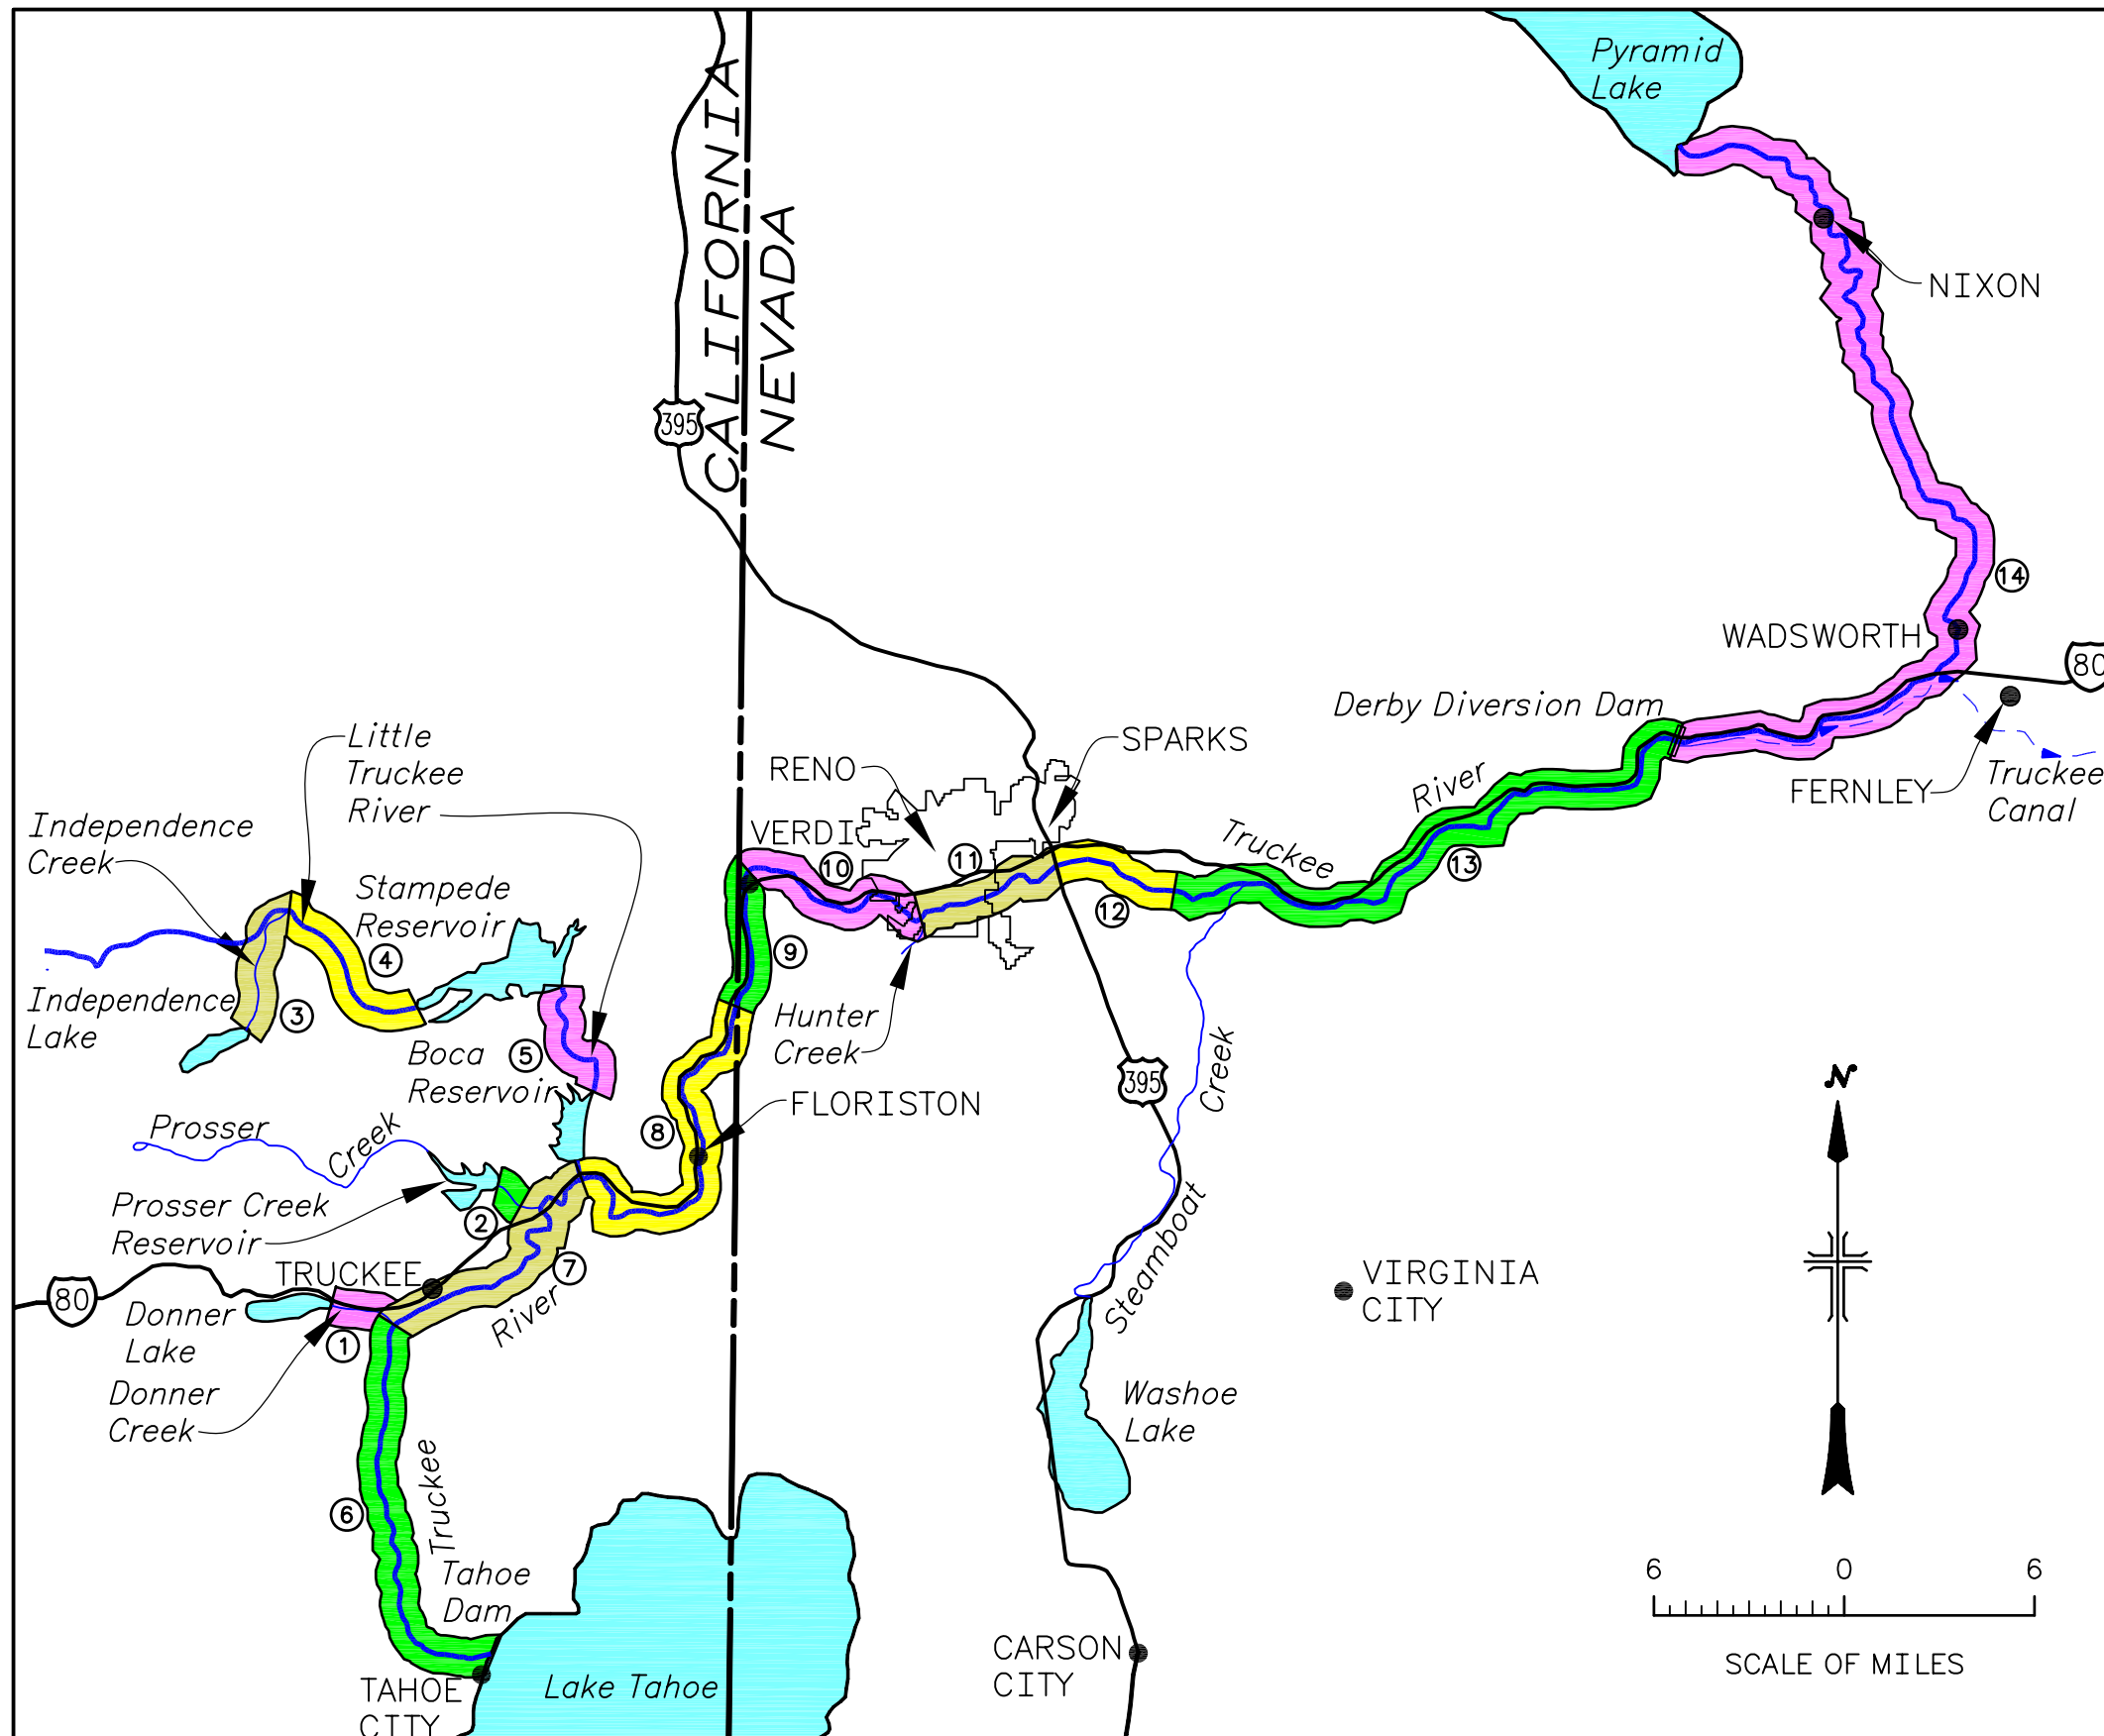 Pyramid
Lake
CALIFORNIA
NEVADA
NIXON
395
14
WADSWORTH
80
Derby Diversion Dam
FERNLEY
Truckee
Canal
Little
Truckee
River
SPARKS
RENO
VERDI
River
Truckee
Independence
Creek
Stampede
Reservoir
10
11
12
13
4
9
3
Independence
Lake
Hunter
Creek
Boca
Reservoir
5
395
Creek
FLORISTON
8
Prosser
Creek
Prosser Creek
Reservoir
2
7
TRUCKEE
80
Donner
Lake
River
1
Donner
Creek
Steamboat
VIRGINIA
CITY
Washoe
Lake
N
6
Truckee
Tahoe
Dam
TAHOE
CITY
Lake Tahoe
CARSON
CITY
6 0 6
SCALE OF MILES